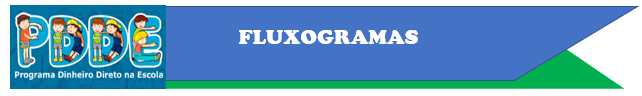 PDDE
Programa Dinheiro Direto na Escola
FLUXOGRAMAS